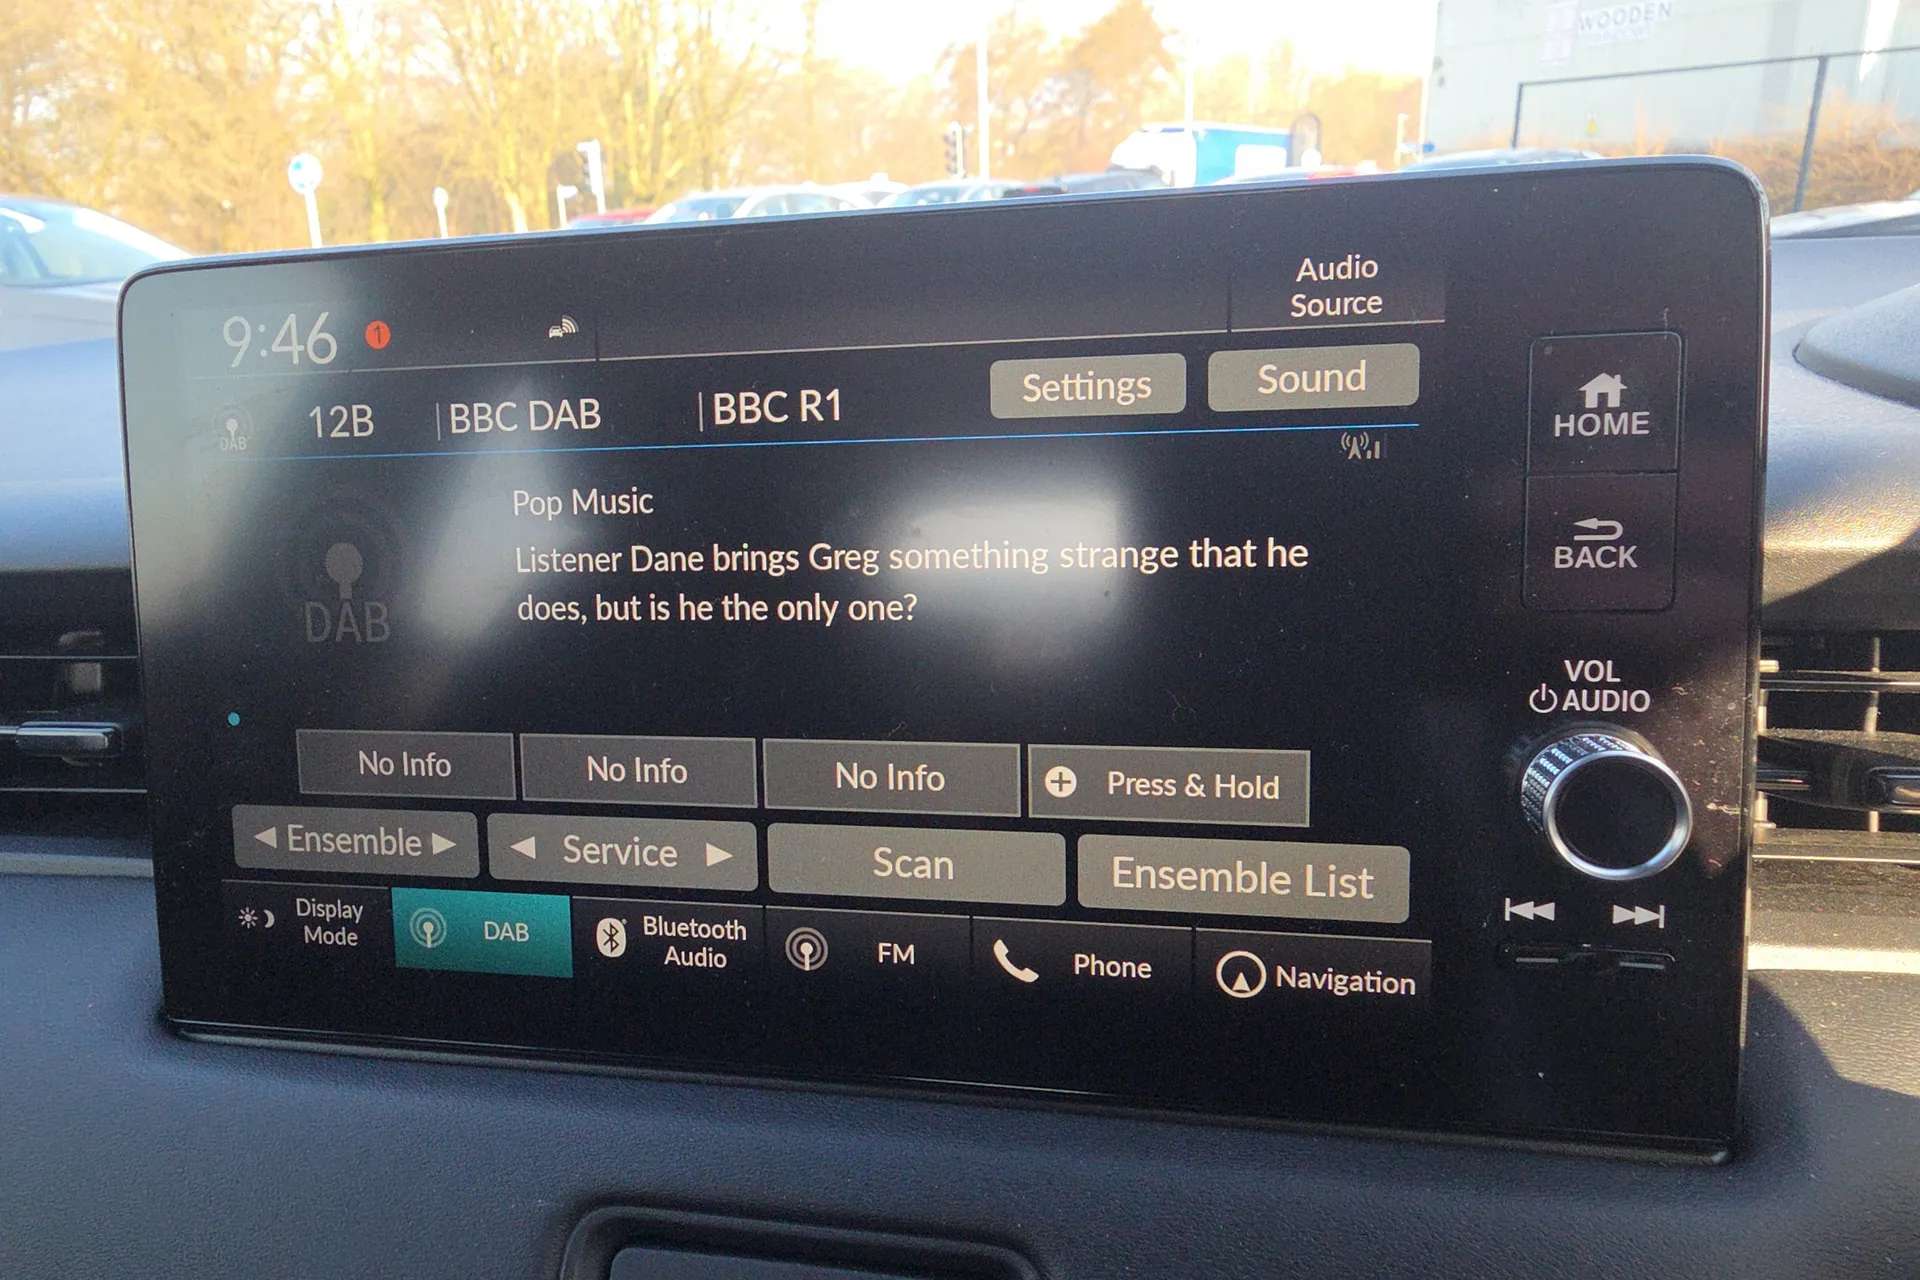 WOODEN
Audio
Source
9:46
1
Settings
Sound
DAB
12B
BBC DAB
BBC R1
HOME
Pop Music
Listener Dane brings Greg something strange that he
does, but is he the only one?
DAB
BACK
VOL
AUDIO
No Info
No Info
No Info
Press & Hold
Ensemble
Service
Scan
Ensemble List
Display
Mode
DAB
Bluetooth
Audio
FM
Phone
Navigation